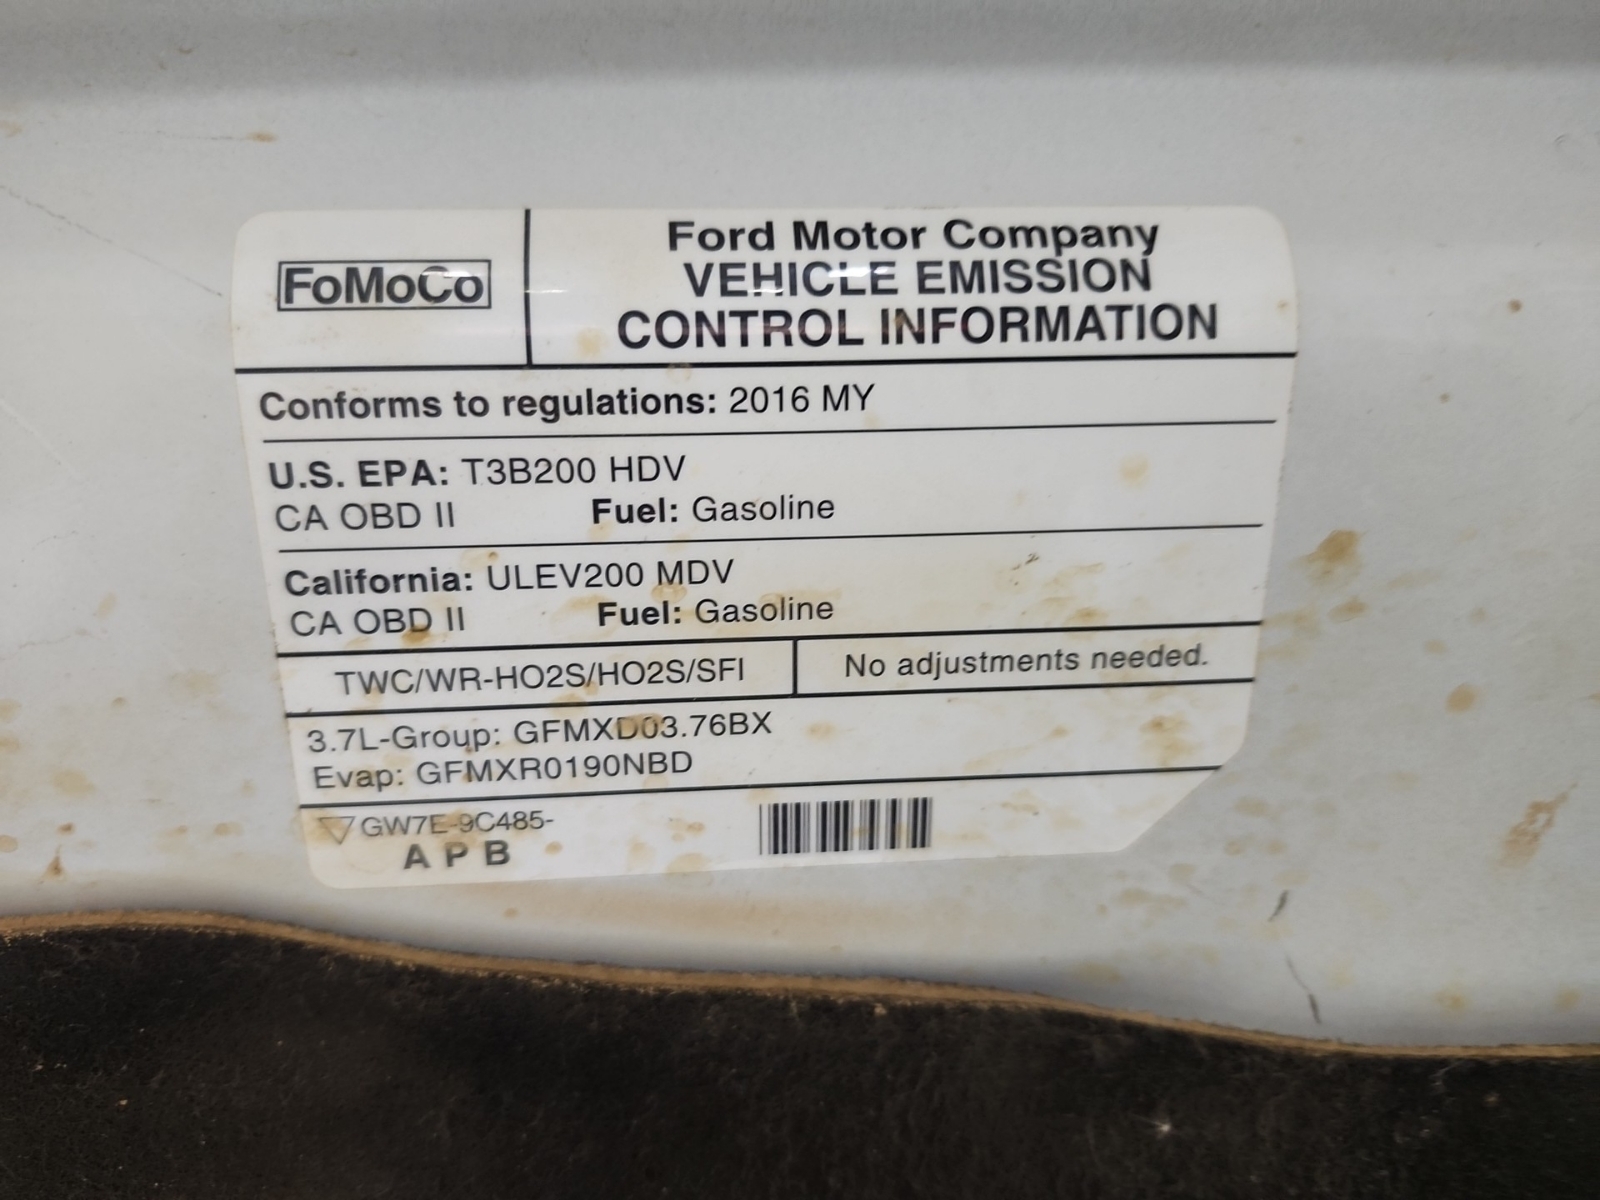 FoMoCo
Ford Motor Company
VEHICLE EMISSION
CONTROL INFORMATION
Conforms to regulations: 2016 MY
U.S. EPA: T3B200 HDV
CA OBD II Fuel: Gasoline
California: ULEV200 MDV
CA OBD II Fuel: Gasoline
TWC/WR-HO2S/HO2S/SFI
No adjustments needed.
3.7L-Group: GFMXD03.76BX
Evap: GFMXR0190NBD
GW7E-9C485-
A P B